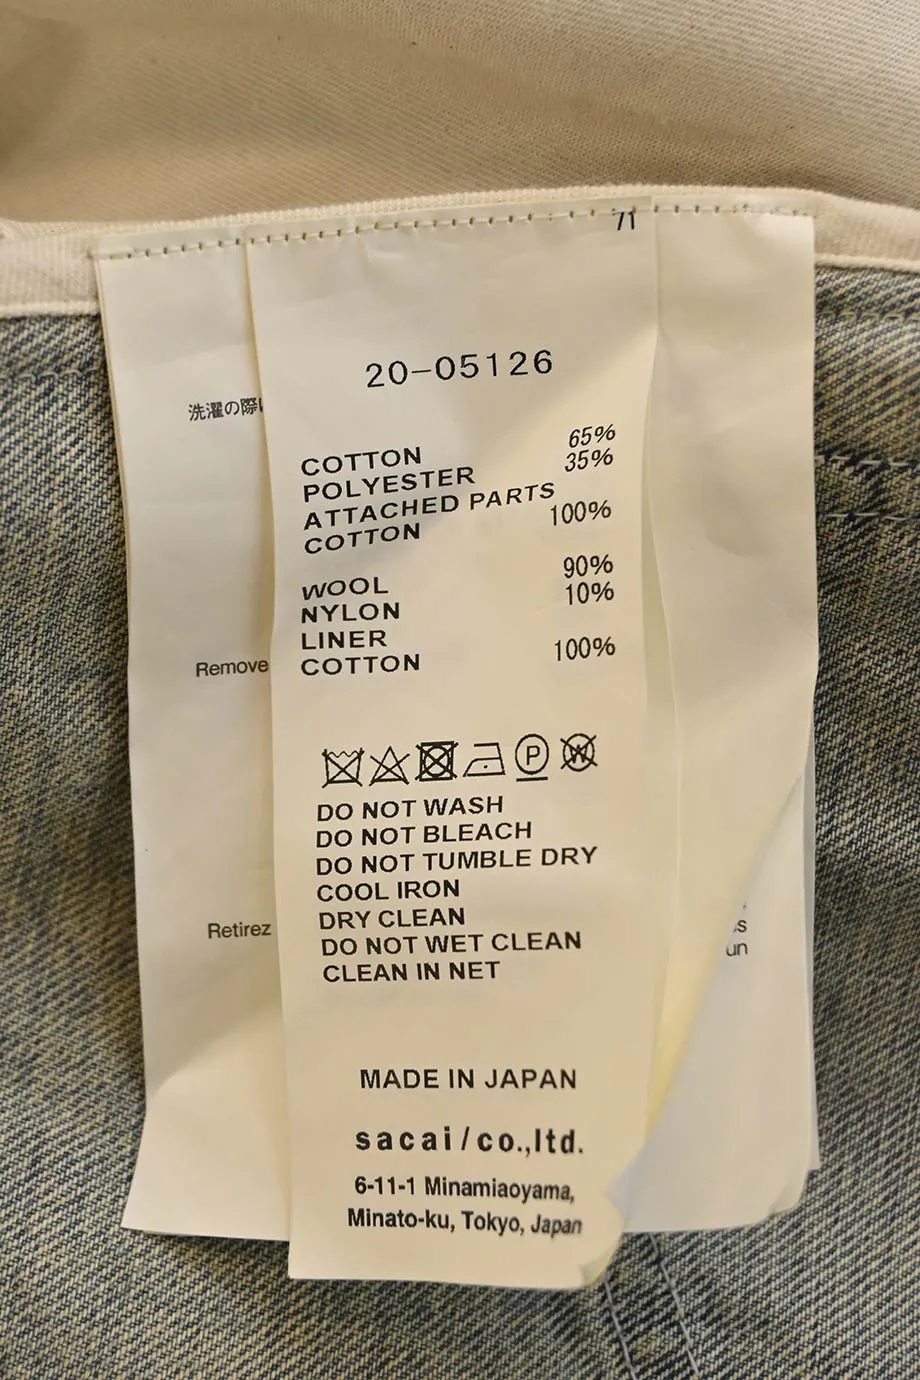 71
20-05126
COTTON 65%
POLYESTER 35%
ATTACHED PARTS
COTTON 100%
WOOL 90%
NYLON 10%
LINER
COTTON 100%
P
W
DO NOT WASH
DO NOT BLEACH
DO NOT TUMBLE DRY
COOL IRON
DRY CLEAN
DO NOT WET CLEAN
CLEAN IN NET
MADE IN JAPAN
sacai/co.,ltd.
6-11-1 Minamiaoyama,
Minato-ku, Tokyo, Japan
洗濯の際
Remove
Retirez
un